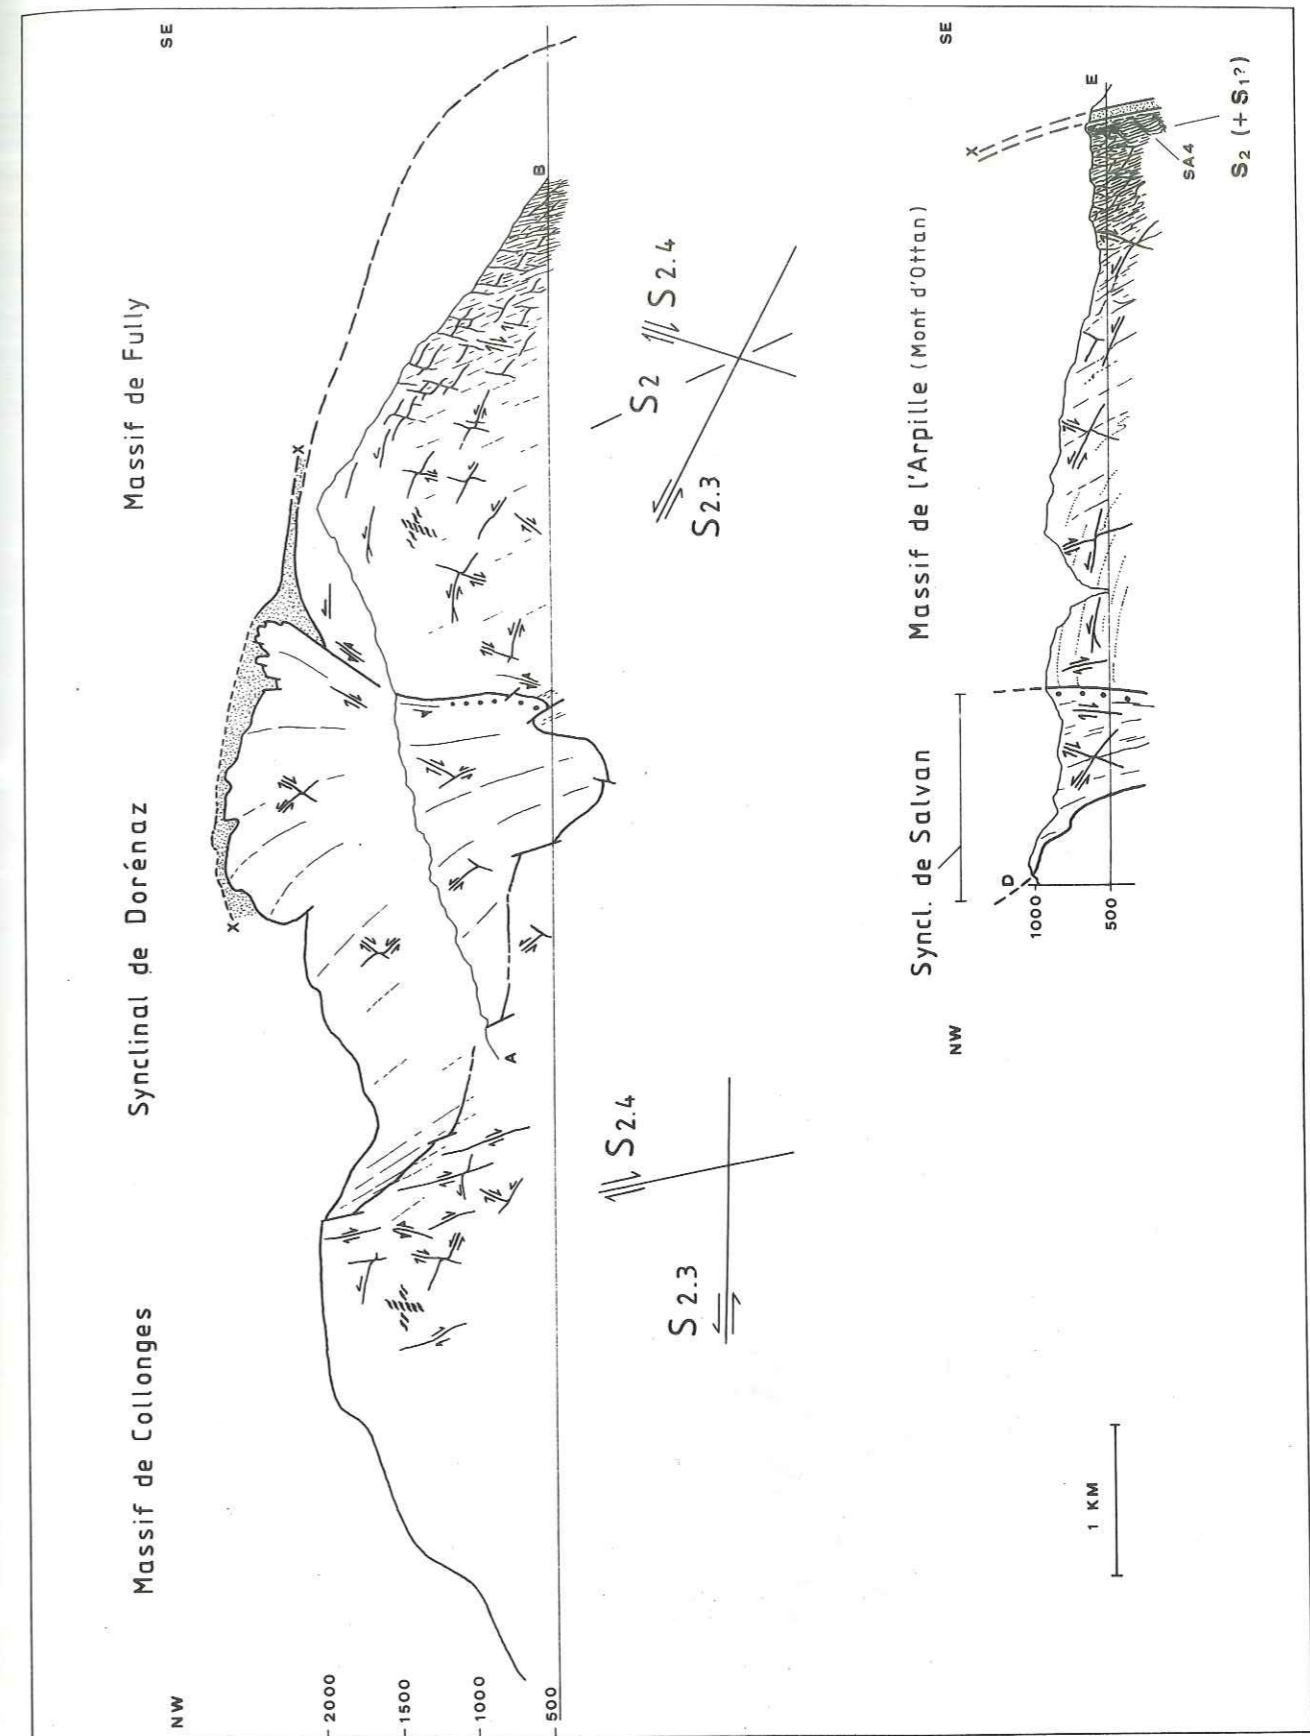 NW
SE
Massif de Collonges
Synclinal de Dorénaz
Massif de Fully
2000
1500
1000
500
X
X
A
B
S2.3
S2.4
S2.3
S2
S2.4
NW
SE
Syncl. de Salvan
Massif de l'Arpille (Mont d'Ottan)
D
1000
500
X
E
SA4
S2 (+ S1?)
1 KM